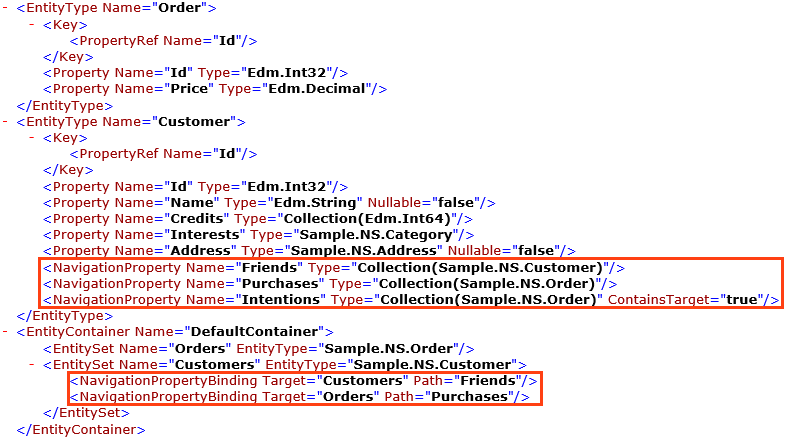 - <EntityType Name="Order">
- <Key>
<PropertyRef Name="Id"/>
</Key>
<Property Name="Id" Type="Edm.Int32"/>
<Property Name="Price" Type="Edm.Decimal"/>
</EntityType>
- <EntityType Name="Customer">
- <Key>
<PropertyRef Name="Id"/>
</Key>
<Property Name="Id" Type="Edm.Int32"/>
<Property Name="Name" Type="Edm.String" Nullable="false"/>
<Property Name="Credits" Type="Collection(Edm.Int64)"/>
<Property Name="Interests" Type="Sample.NS.Category"/>
<Property Name="Address" Type="Sample.NS.Address" Nullable="false"/>
<NavigationProperty Name="Friends" Type="Collection(Sample.NS.Customer)"/>
<NavigationProperty Name="Purchases" Type="Collection(Sample.NS.Order)"/>
<NavigationProperty Name="Intentions" Type="Collection(Sample.NS.Order)" ContainsTarget="true"/>
</EntityType>
- <EntityContainer Name="DefaultContainer">
<EntitySet Name="Orders" EntityType="Sample.NS.Order"/>
- <EntitySet Name="Customers" EntityType="Sample.NS.Customer">
<NavigationPropertyBinding Target="Customers" Path="Friends"/>
<NavigationPropertyBinding Target="Orders" Path="Purchases"/>
</EntitySet>
</EntityContainer>